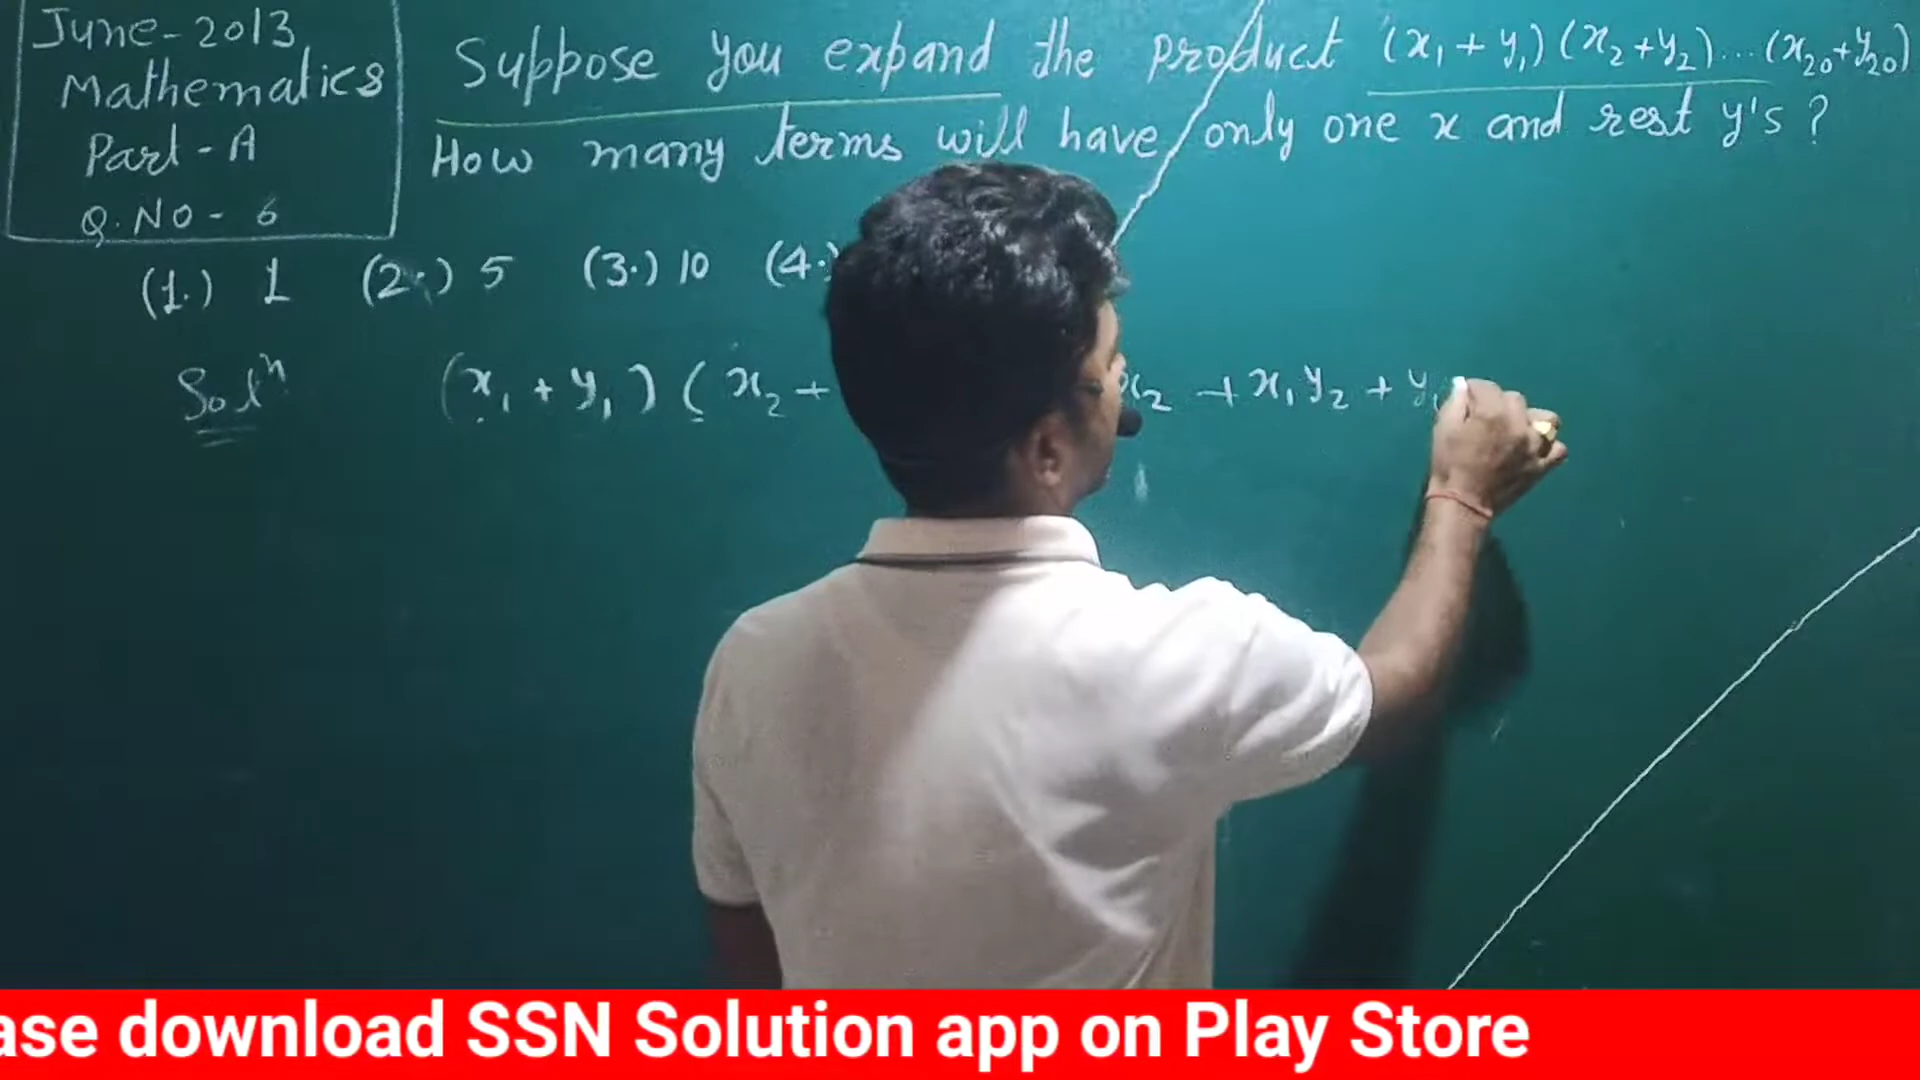 June-2013
Mathematics
Part-A
Q.NO-6
Suppose you expand the product (x₁+y₁)(x₂+y₂)...(x₂₀+y₂₀)
How many terms will have only one x and rest y's?
(1.) 1 (2.) 5 (3.) 10 (4.)
Solⁿ (x₁+y₁)(x₂+ x₂ +x₁y₂+y₁
ase download SSN Solution app on Play Store